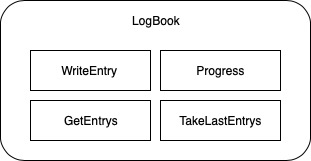 LogBook
WriteEntry
Progress
GetEntrys
TakeLastEntrys